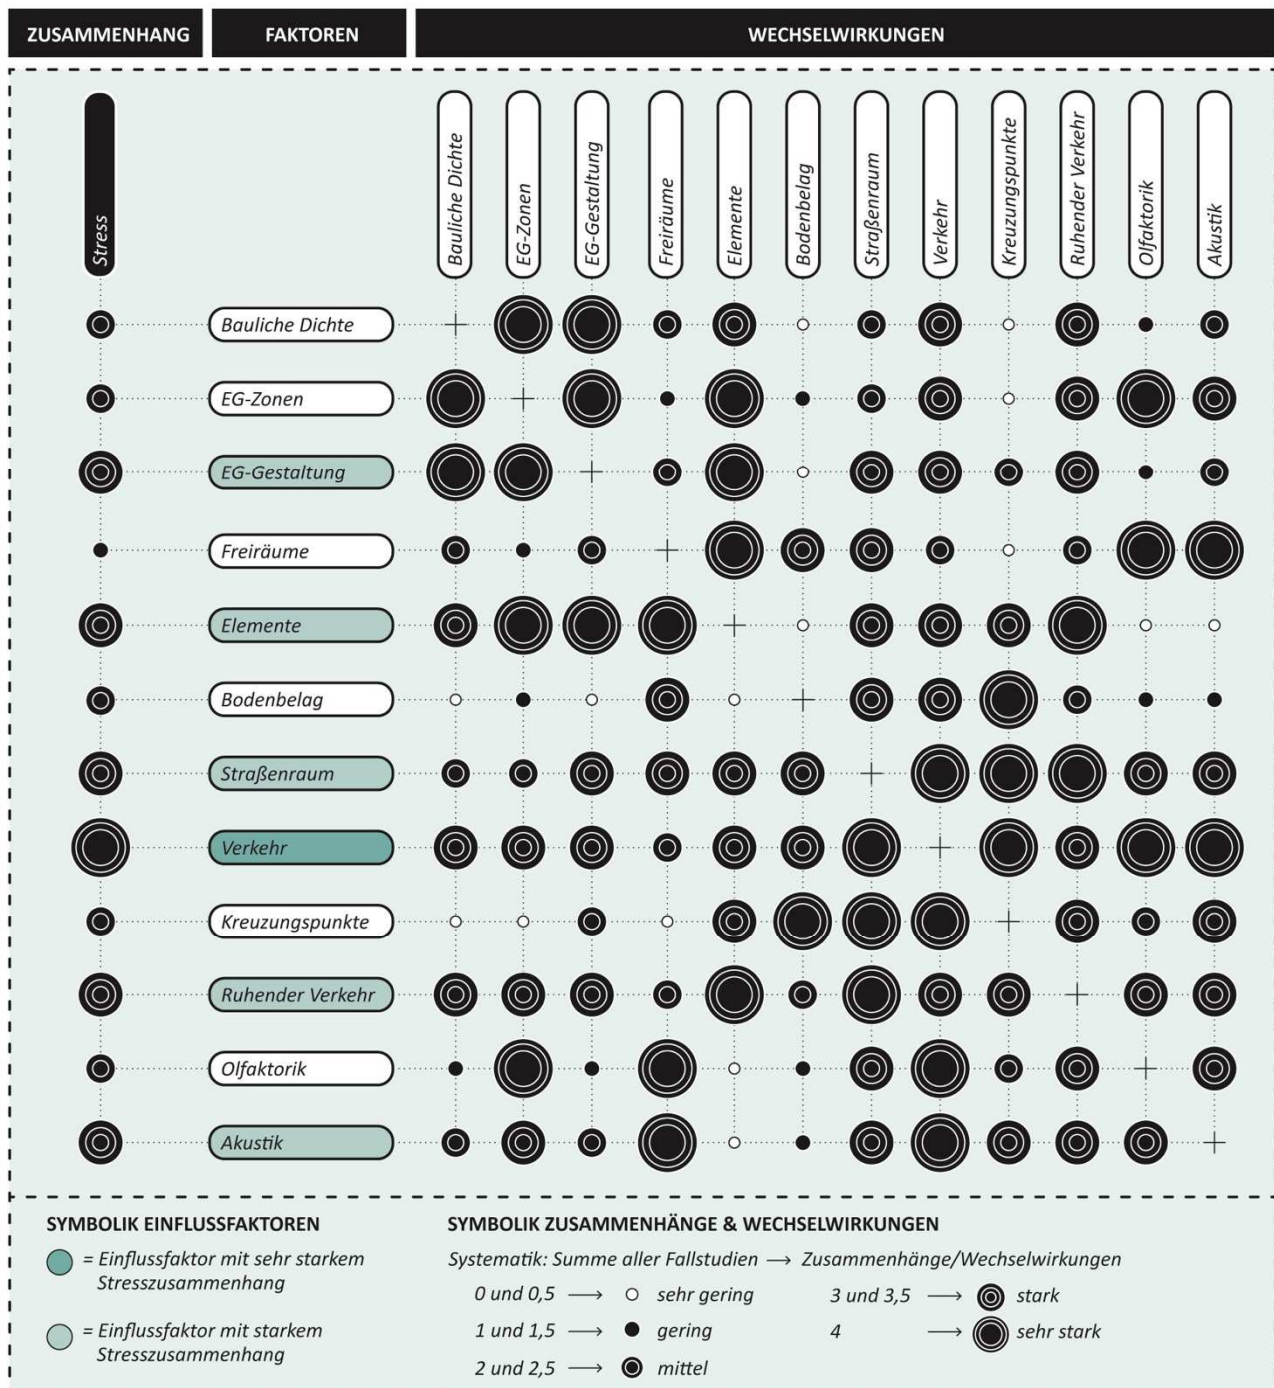 ZUSAMMENHANG FAKTOREN WECHSELWIRKUNGEN
Stress Bauliche Dichte EG-Zonen EG-Gestaltung Freiräume Elemente Bodenbelag Straßenraum Verkehr Kreuzungspunkte Ruhender Verkehr Olfaktorik Akustik
Bauliche Dichte
EG-Zonen
EG-Gestaltung
Freiräume
Elemente
Bodenbelag
Straßenraum
Verkehr
Kreuzungspunkte
Ruhender Verkehr
Olfaktorik
Akustik
SYMBOLIK EINFLUSSFAKTOREN
= Einflussfaktor mit sehr starkem
Stresszusammenhang
= Einflussfaktor mit starkem
Stresszusammenhang
SYMBOLIK ZUSAMMENHÄNGE & WECHSELWIRKUNGEN
Systematik: Summe aller Fallstudien → Zusammenhänge/Wechselwirkungen
0 und 0,5 → sehr gering
1 und 1,5 → gering
2 und 2,5 → mittel
3 und 3,5 → stark
4 → sehr stark